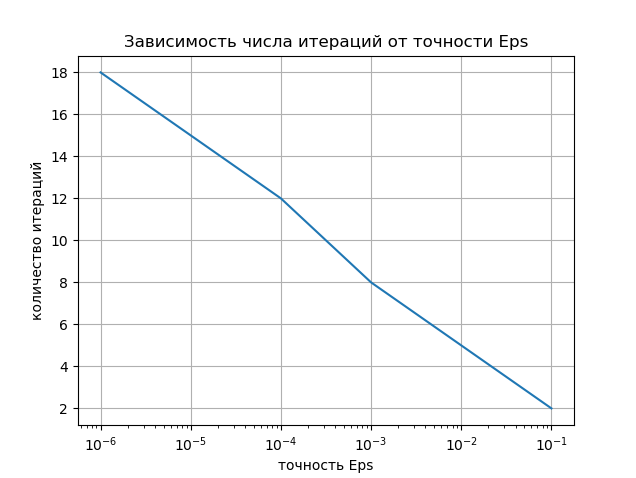 Зависимость числа итераций от точности Eps
количество итераций
18
16
14
12
10
8
6
4
2
10⁻⁶ 10⁻⁵ 10⁻⁴ 10⁻³ 10⁻² 10⁻¹
точность Eps